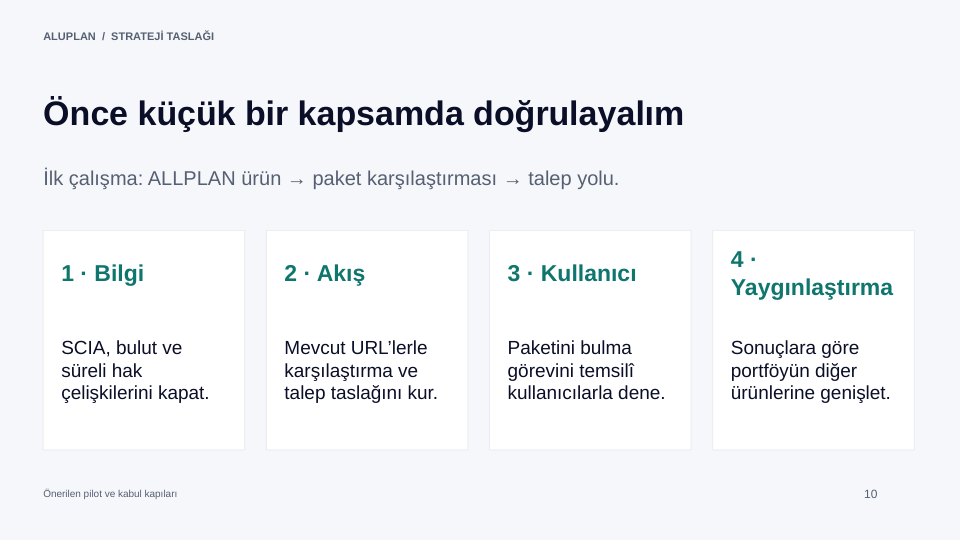 ALUPLAN / STRATEJİ TASLAĞI
Önce küçük bir kapsamda doğrulayalım
İlk çalışma: ALLPLAN ürün → paket karşılaştırması → talep yolu.
1 · Bilgi
SCIA, bulut ve
süreli hak
çelişkilerini kapat.
2 · Akış
Mevcut URL’lerle
karşılaştırma ve
talep taslağını kur.
3 · Kullanıcı
Paketini bulma
görevini temsilî
kullanıcılarla dene.
4 ·
Yaygınlaştırma
Sonuçlara göre
portföyün diğer
ürünlerine genişlet.
Önerilen pilot ve kabul kapıları
10